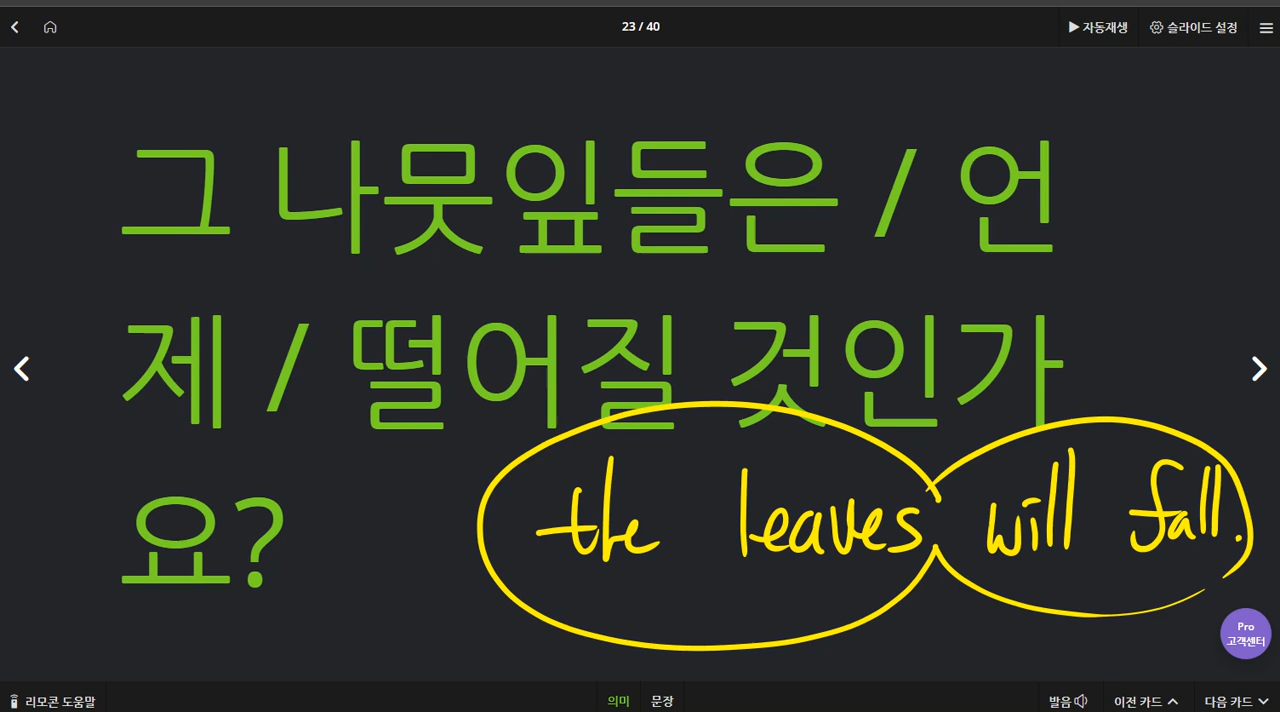 23 / 40
▶ 자동재생
슬라이드 설정
그 나뭇잎들은 / 언
제 / 떨어질 것인가
요?
the leaves will fall.
Pro
고객센터
리모콘 도움말
의미
문장
발음
이전 카드
다음 카드